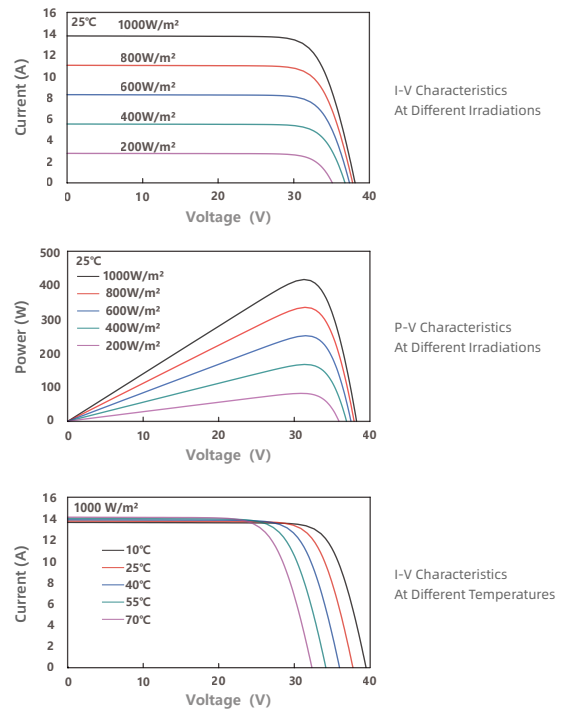 16
14
12
10
8
6
4
2
0
Current (A)
25℃
1000W/m²
800W/m²
600W/m²
400W/m²
200W/m²
0 10 20 30 40
Voltage (V)
I-V Characteristics
At Different Irradiations
500
400
300
200
100
0
Power (W)
25℃
1000W/m²
800W/m²
600W/m²
400W/m²
200W/m²
0 10 20 30 40
Voltage (V)
P-V Characteristics
At Different Irradiations
16
14
12
10
8
6
4
2
0
Current (A)
1000 W/m²
10℃
25℃
40℃
55℃
70℃
0 10 20 30 40
Voltage (V)
I-V Characteristics
At Different Temperatures